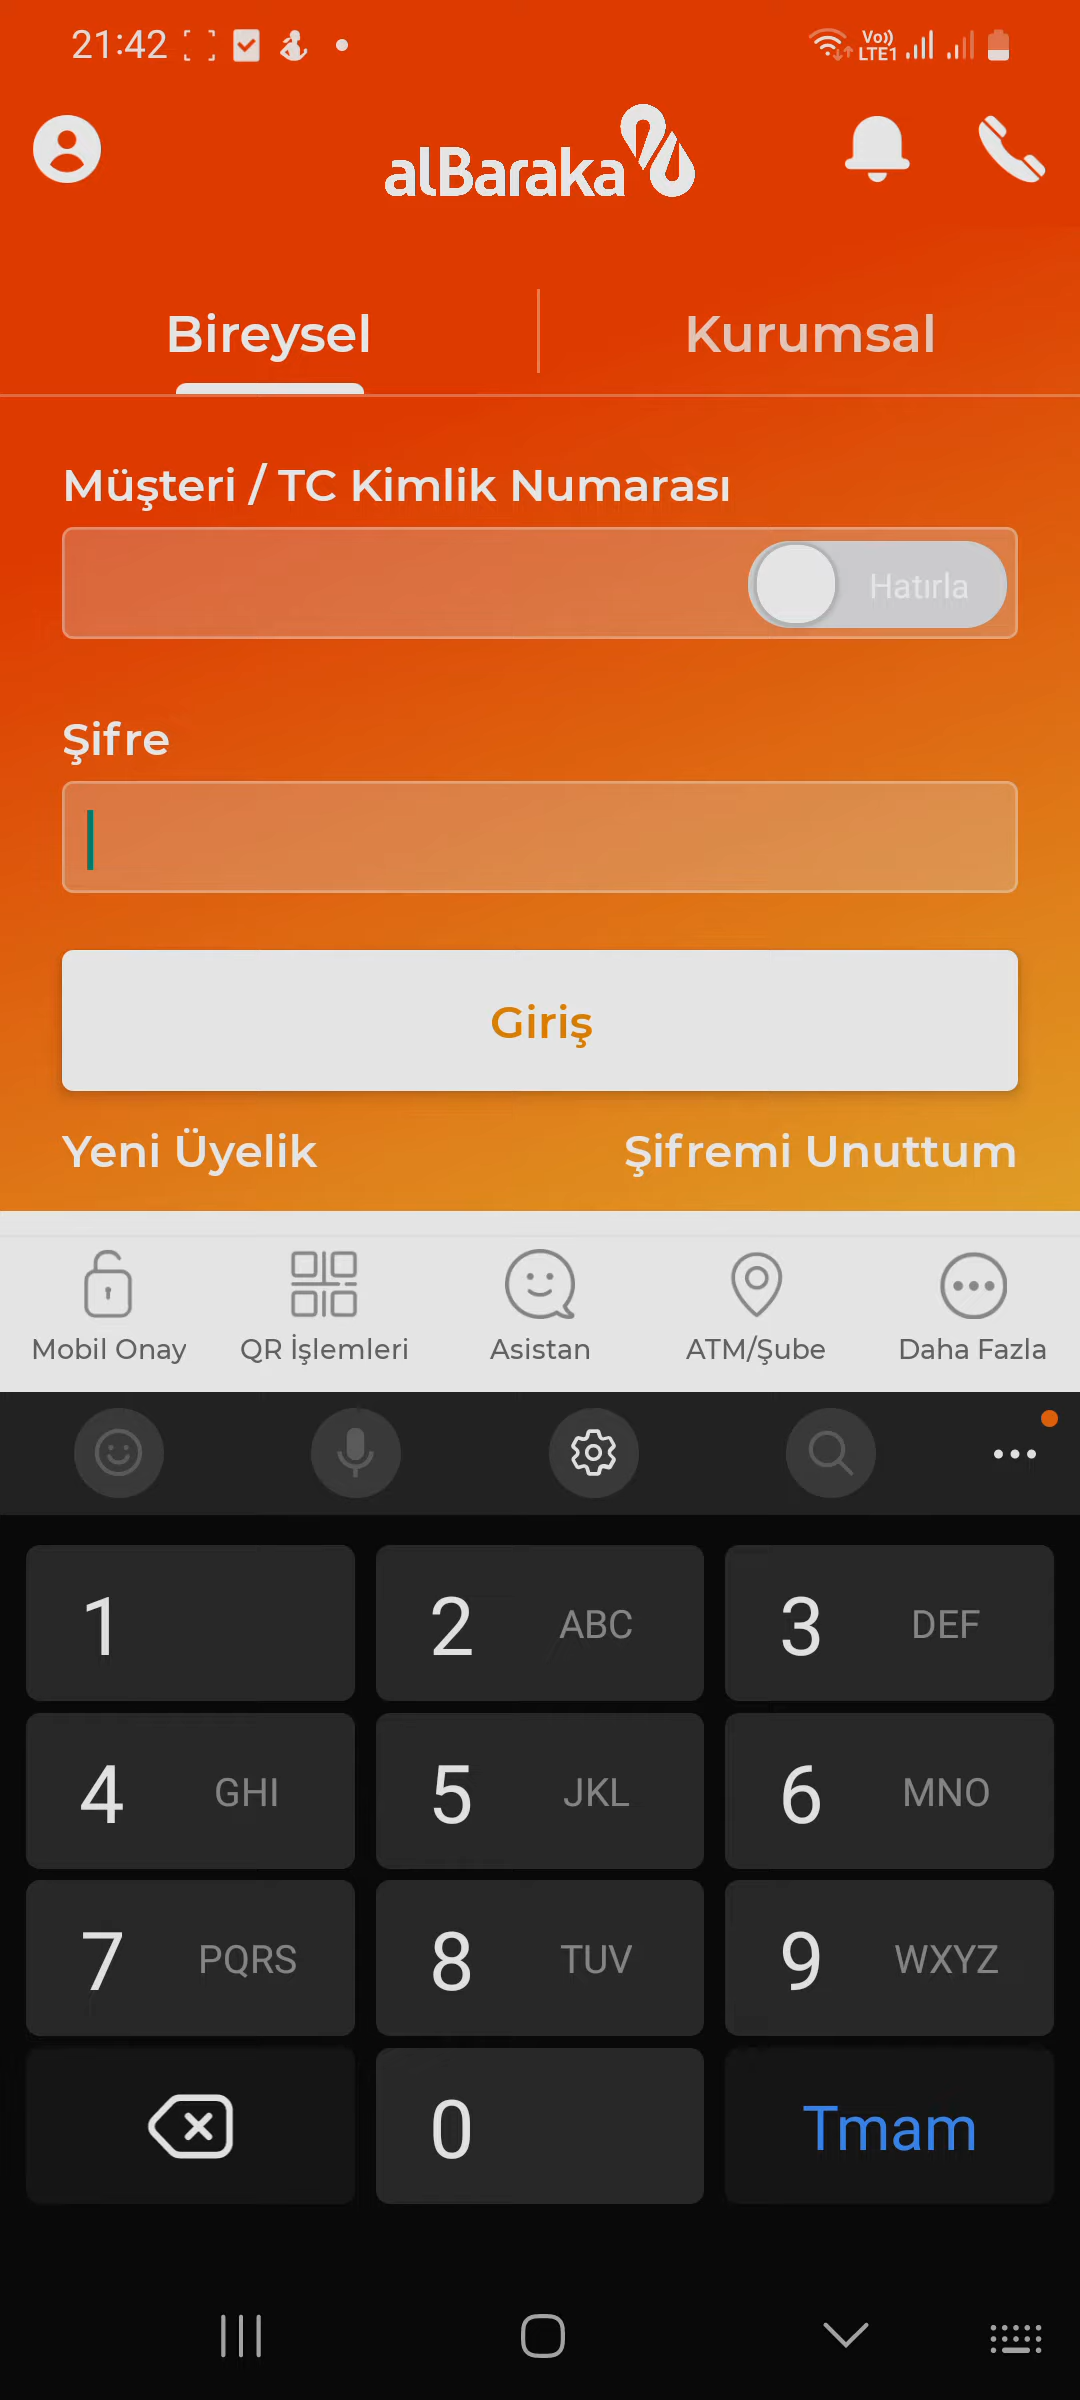 21:42
Vo)) LTE1
alBaraka
Bireysel
Kurumsal
Müşteri / TC Kimlik Numarası
Hatırla
Şifre
Giriş
Yeni Üyelik
Şifremi Unuttum
Mobil Onay
QR İşlemleri
Asistan
ATM/Şube
Daha Fazla
1
2 ABC
3 DEF
4 GHI
5 JKL
6 MNO
7 PQRS
8 TUV
9 WXYZ
0
Tmam